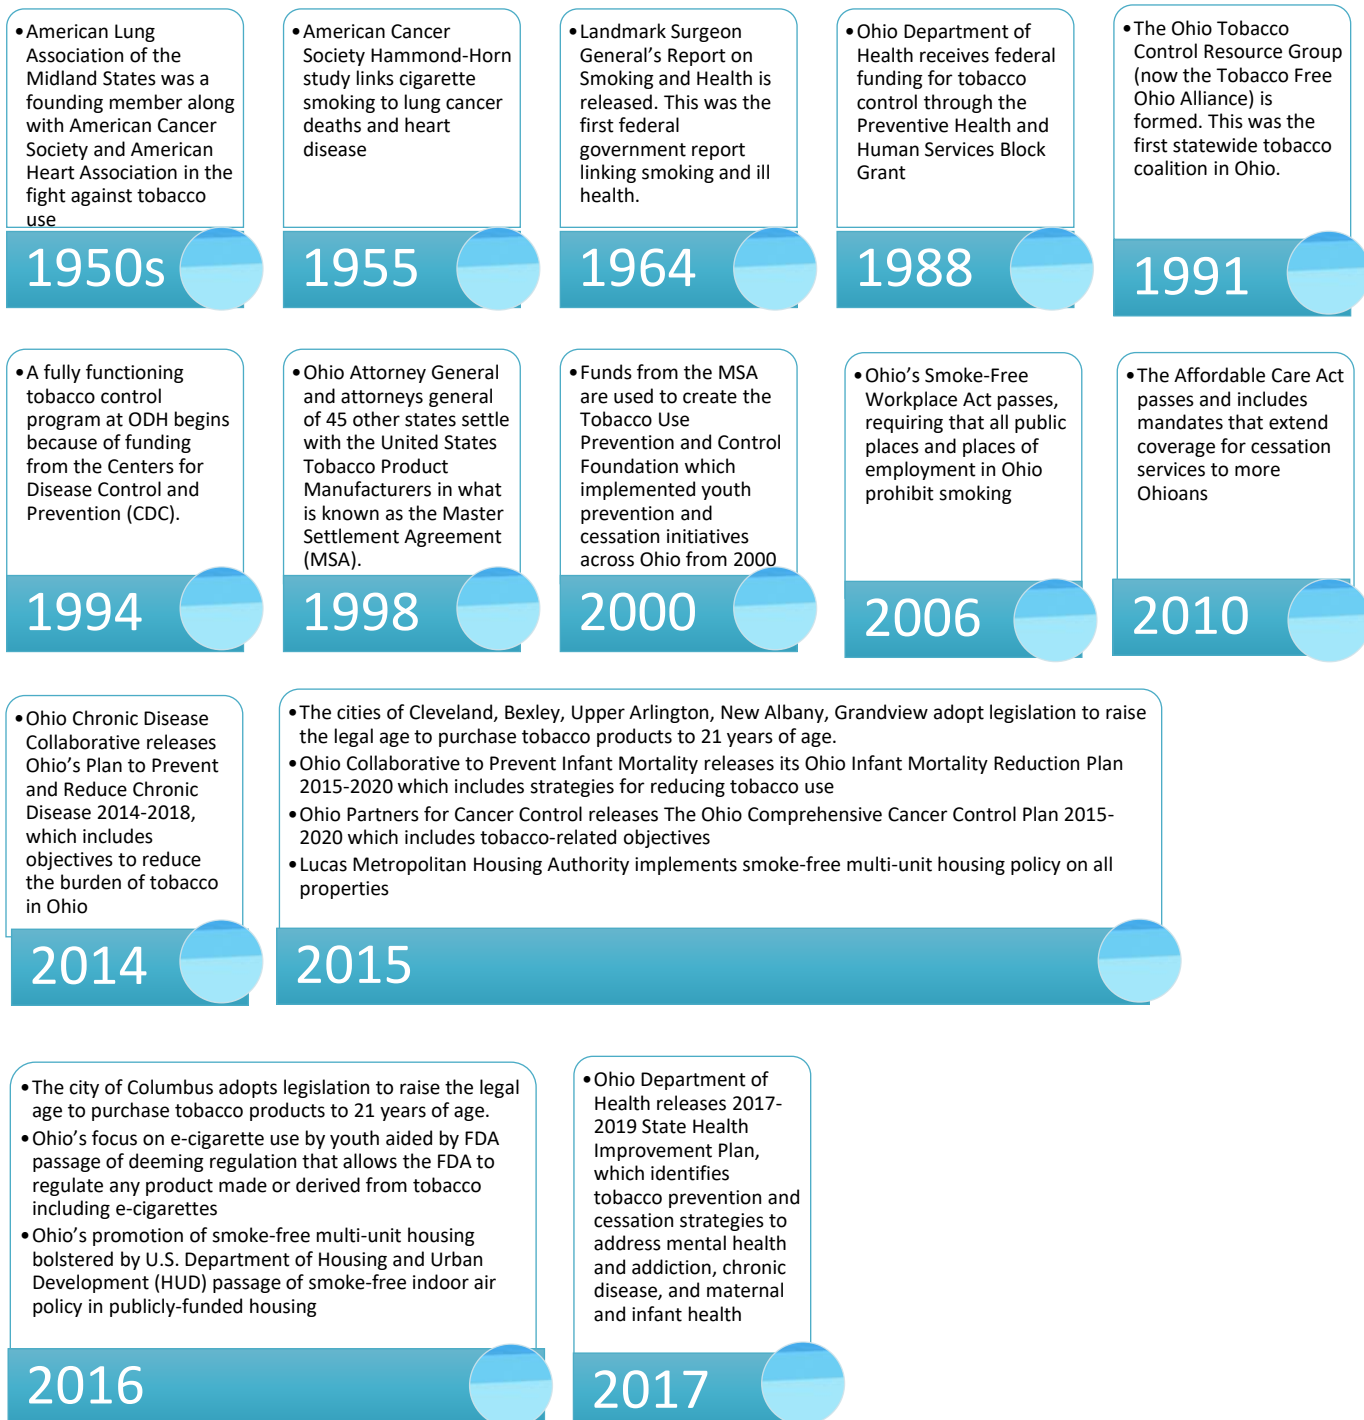 •American Lung
Association of the
Midland States was a
founding member along
with American Cancer
Society and American
Heart Association in the
fight against tobacco
use
1950s
•American Cancer
Society Hammond-Horn
study links cigarette
smoking to lung cancer
deaths and heart
disease
1955
•Landmark Surgeon
General’s Report on
Smoking and Health is
released. This was the
first federal
government report
linking smoking and ill
health.
1964
•Ohio Department of
Health receives federal
funding for tobacco
control through the
Preventive Health and
Human Services Block
Grant
1988
•The Ohio Tobacco
Control Resource Group
(now the Tobacco Free
Ohio Alliance) is
formed. This was the
first statewide tobacco
coalition in Ohio.
1991
•A fully functioning
tobacco control
program at ODH begins
because of funding
from the Centers for
Disease Control and
Prevention (CDC).
1994
•Ohio Attorney General
and attorneys general
of 45 other states settle
with the United States
Tobacco Product
Manufacturers in what
is known as the Master
Settlement Agreement
(MSA).
1998
•Funds from the MSA
are used to create the
Tobacco Use
Prevention and Control
Foundation which
implemented youth
prevention and
cessation initiatives
across Ohio from 2000
2000
•Ohio’s Smoke-Free
Workplace Act passes,
requiring that all public
places and places of
employment in Ohio
prohibit smoking
2006
•The Affordable Care Act
passes and includes
mandates that extend
coverage for cessation
services to more
Ohioans
2010
•Ohio Chronic Disease
Collaborative releases
Ohio’s Plan to Prevent
and Reduce Chronic
Disease 2014-2018,
which includes
objectives to reduce
the burden of tobacco
in Ohio
2014
•The cities of Cleveland, Bexley, Upper Arlington, New Albany, Grandview adopt legislation to raise
the legal age to purchase tobacco products to 21 years of age.
•Ohio Collaborative to Prevent Infant Mortality releases its Ohio Infant Mortality Reduction Plan
2015-2020 which includes strategies for reducing tobacco use
•Ohio Partners for Cancer Control releases The Ohio Comprehensive Cancer Control Plan 2015-
2020 which includes tobacco-related objectives
•Lucas Metropolitan Housing Authority implements smoke-free multi-unit housing policy on all
properties
2015
•The city of Columbus adopts legislation to raise the legal
age to purchase tobacco products to 21 years of age.
•Ohio’s focus on e-cigarette use by youth aided by FDA
passage of deeming regulation that allows the FDA to
regulate any product made or derived from tobacco
including e-cigarettes
•Ohio’s promotion of smoke-free multi-unit housing
bolstered by U.S. Department of Housing and Urban
Development (HUD) passage of smoke-free indoor air
policy in publicly-funded housing
2016
•Ohio Department of
Health releases 2017-
2019 State Health
Improvement Plan,
which identifies
tobacco prevention and
cessation strategies to
address mental health
and addiction, chronic
disease, and maternal
and infant health
2017